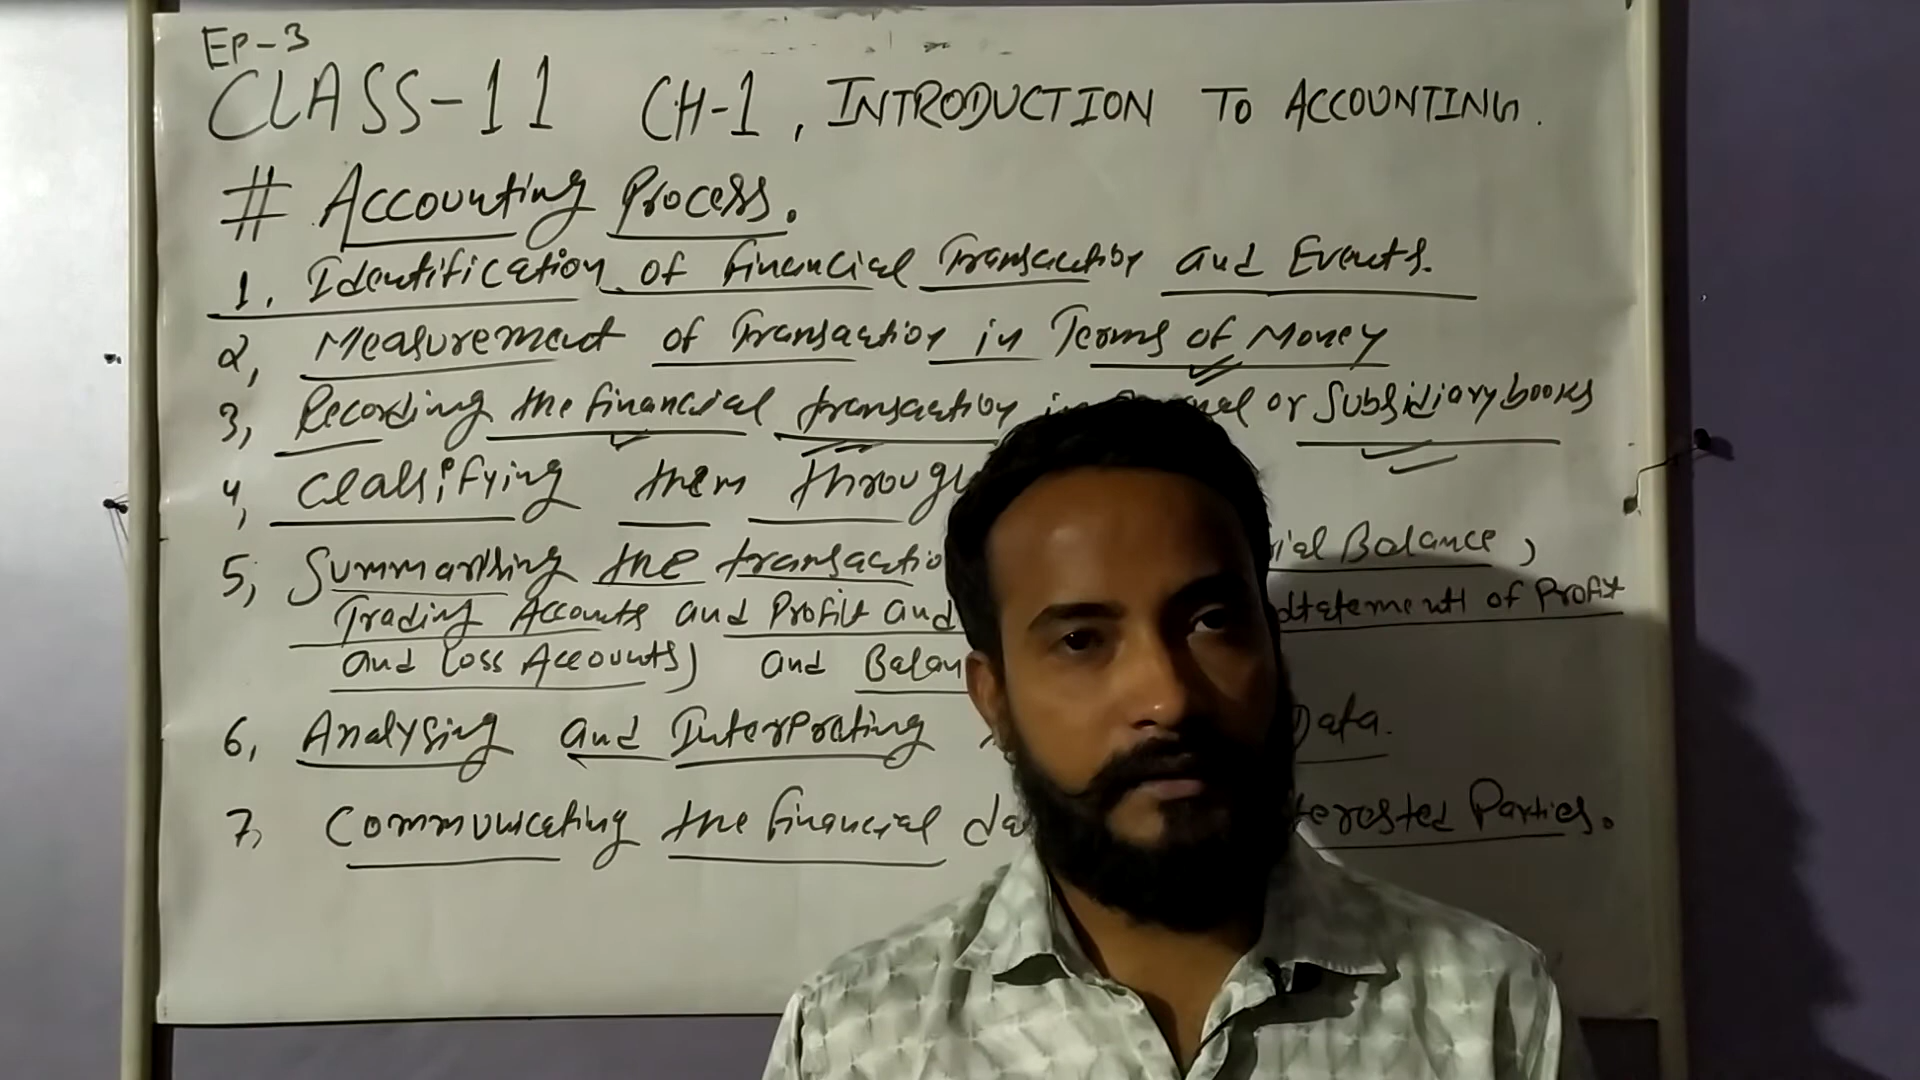 EP-3
CLASS-11 CH-1, INTRODUCTION TO ACCOUNTING.
# Accounting Process.
1. Identification of financial Transaction and Events.
2, Measurement of Transaction in Terms of Money
3, Recording the financial transaction in or Subsidiary books
4, Classifying them through
5, Summarising the Balance,
Trading Accounts and Profit and Statement of Profit
and Loss Accounts) and
6, Analysing and Interpreting Data.
7, Communicating the financial Parties.